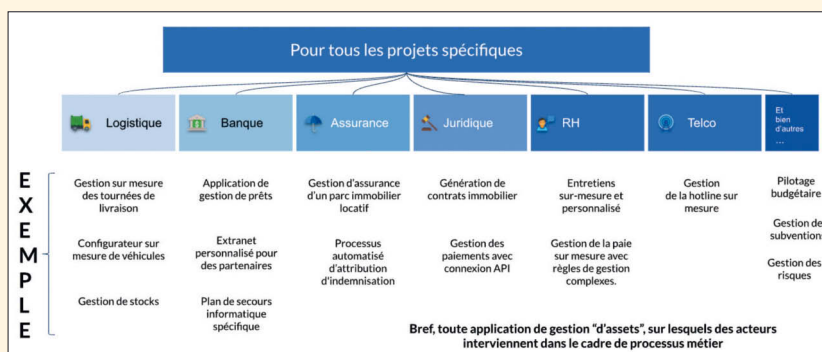 Pour tous les projets spécifiques
Logistique
Banque
Assurance
Juridique
RH
Telco
Et
bien
d'autres
...
EXEMPLE
Gestion sur mesure
des tournées de
livraison
Configurateur sur
mesure de véhicules
Gestion de stocks
Application de
gestion de prêts
Extranet
personnalisé pour
des partenaires
Plan de secours
informatique
spécifique
Gestion d'assurance
d'un parc immobilier
locatif
Processus
automatisé
d'attribution
d'indemnisation
Génération de
contrats immobilier
Gestion des
paiements avec
connexion API
Entretiens
sur-mesure et
personnalisé
Gestion de la paie
sur mesure avec
règles de gestion
complexes.
Gestion
de la hotline sur
mesure
Pilotage
budgétaire
Gestion de
subvention
Gestion des
risques
Bref, toute application de gestion "d'assets", sur lesquels des acteurs
interviennent dans le cadre de processus métier